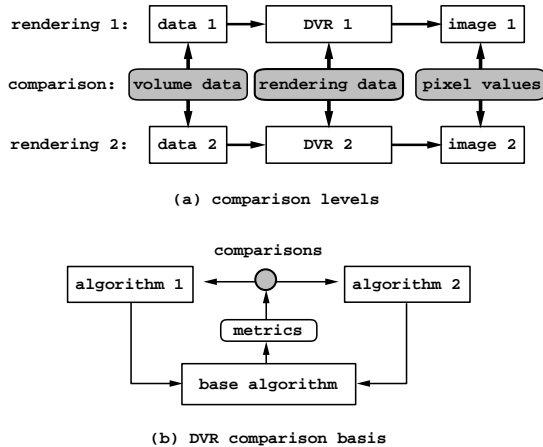 rendering 1: data 1 DVR 1 image 1
comparison: volume data rendering data pixel values
rendering 2: data 2 DVR 2 image 2
(a) comparison levels
comparisons
algorithm 1 algorithm 2
metrics
base algorithm
(b) DVR comparison basis